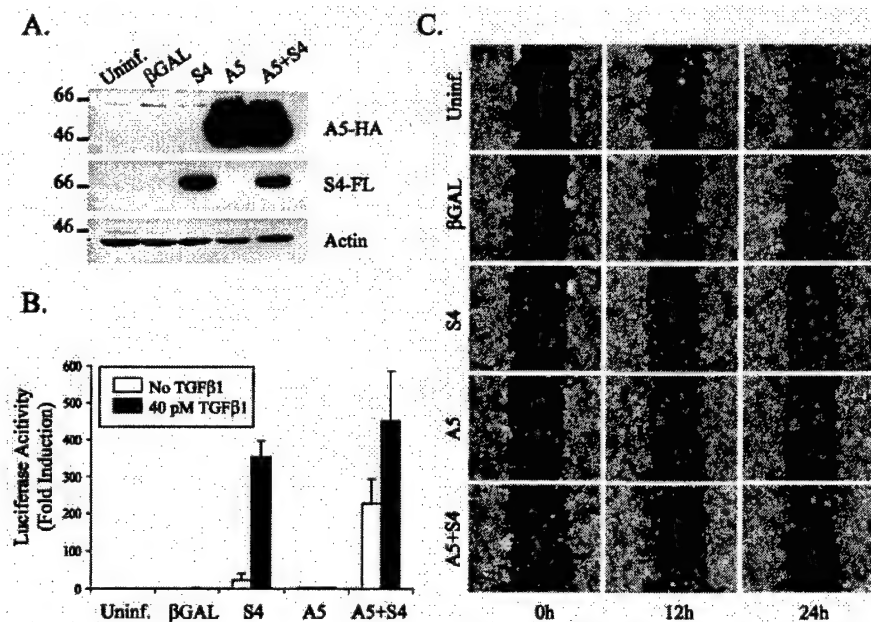 A.
Uninf. βGAL S4 A5 A5+S4
66
46
A5-HA
66
S4-FL
46
Actin
B.
Luciferase Acitivity
(Fold Induction)
600
500
400
300
200
100
0
No TGFβ1
40 pM TGFβ1
Uninf. βGAL S4 A5 A5+S4
C.
Uninf.
βGAL
S4
A5
A5+S4
0h 12h 24h